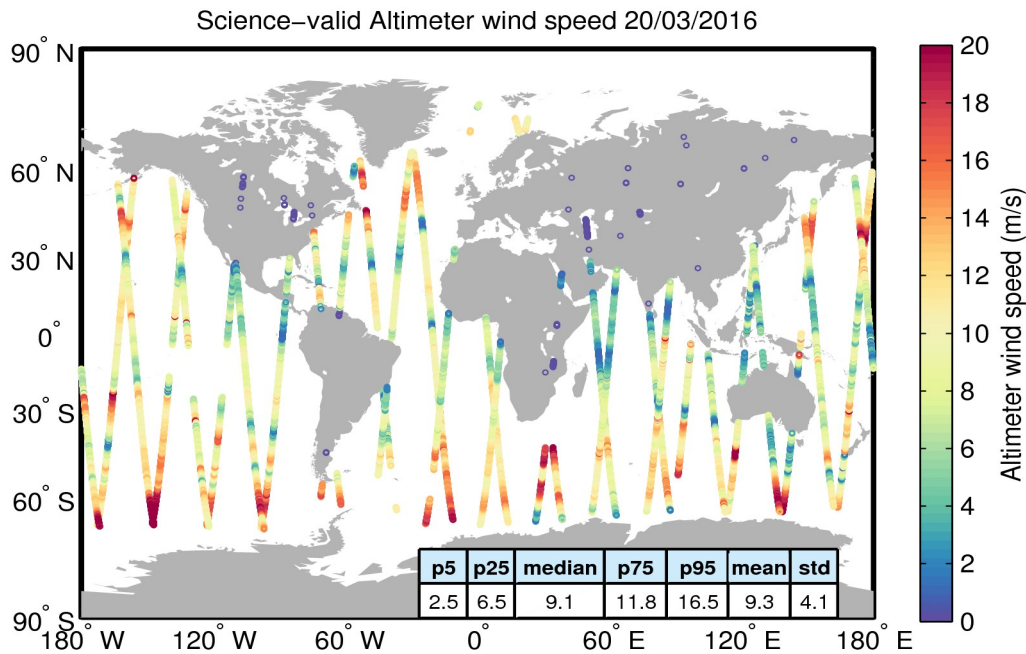 Science−valid Altimeter wind speed 20/03/2016
90° N
60° N
30° N
0°
30° S
60° S
90° S
180° W
120° W
60° W
0°
60° E
120° E
180° E
p5 p25 median p75 p95 mean std
2.5 6.5 9.1 11.8 16.5 9.3 4.1
20
18
16
14
12
10
8
6
4
2
0
Altimeter wind speed (m/s)